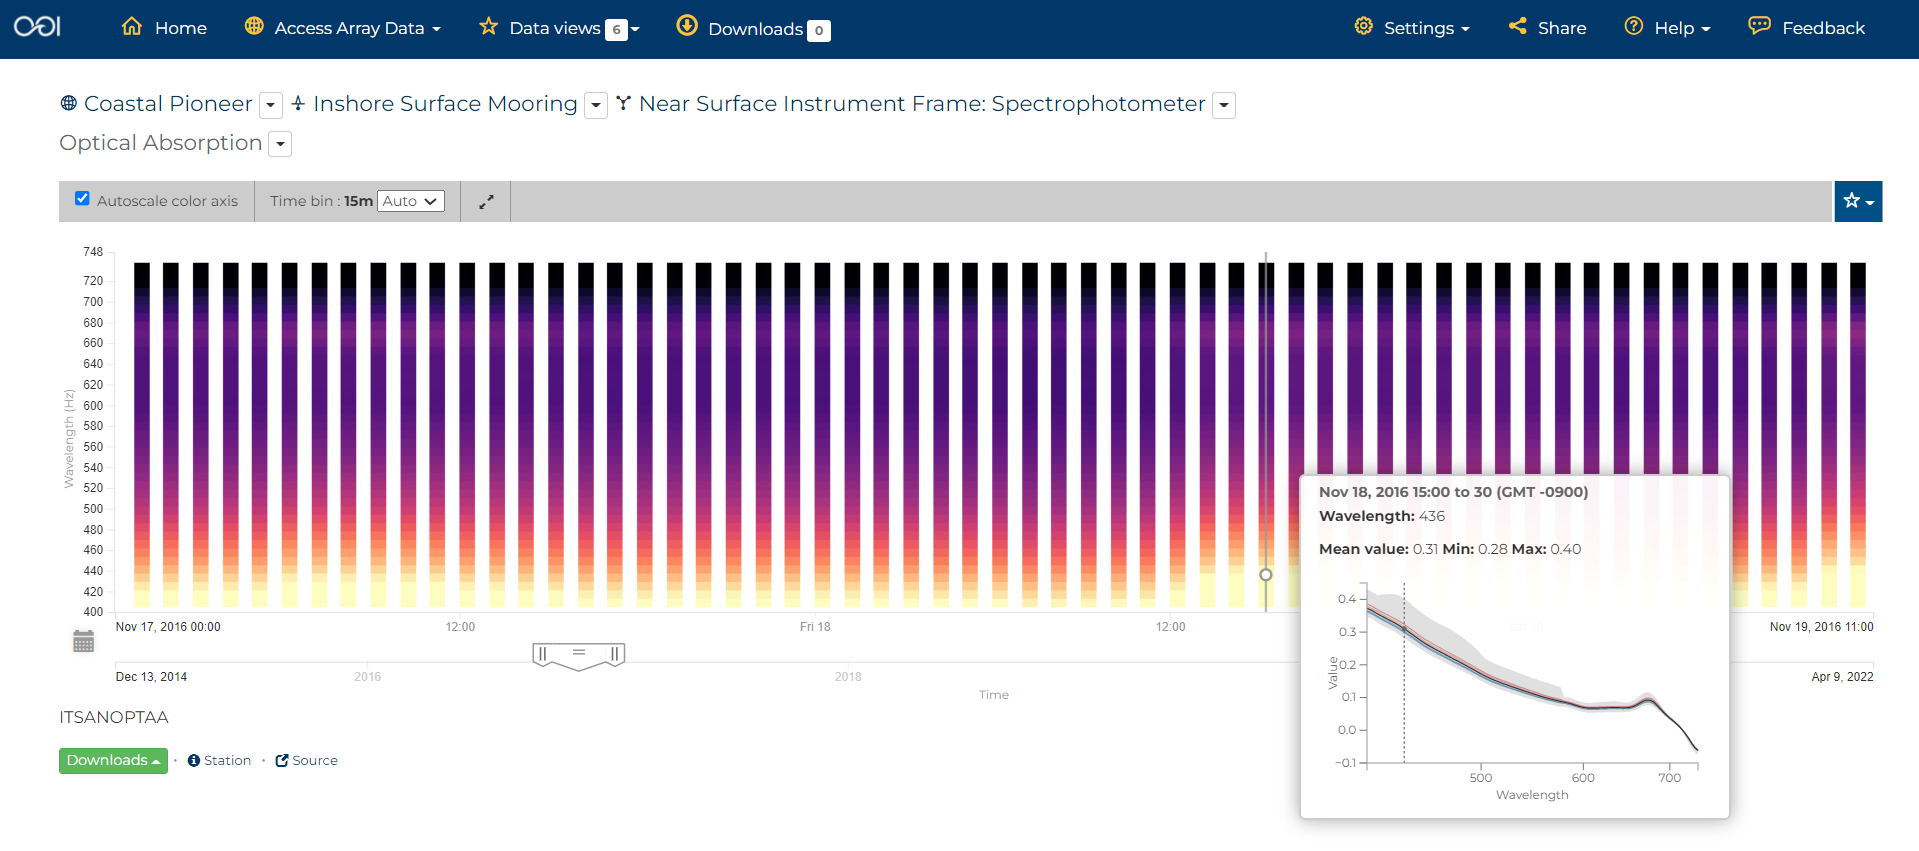 OOI Home Access Array Data Data views 6 Downloads 0 Settings Share Help Feedback
Coastal Pioneer Inshore Surface Mooring Near Surface Instrument Frame: Spectrophotometer
Optical Absorption
Autoscale color axis Time bin : 15m Auto
748
720
700
680
660
640
620
600
580
560
540
520
500
480
460
440
420
400
Wavelength (Hz)
Nov 17, 2016 00:00 12:00 Fri 18 12:00 Nov 19, 2016 11:00
Dec 13, 2014 2016 2018 Apr 9, 2022
Time
Nov 18, 2016 15:00 to 30 (GMT -0900)
Wavelength: 436
Mean value: 0.31 Min: 0.28 Max: 0.40
0.4
0.3
0.2
0.1
0.0
−0.1
Value
500 600 700
Wavelength
ITSANOPTAA
Downloads · Station · Source